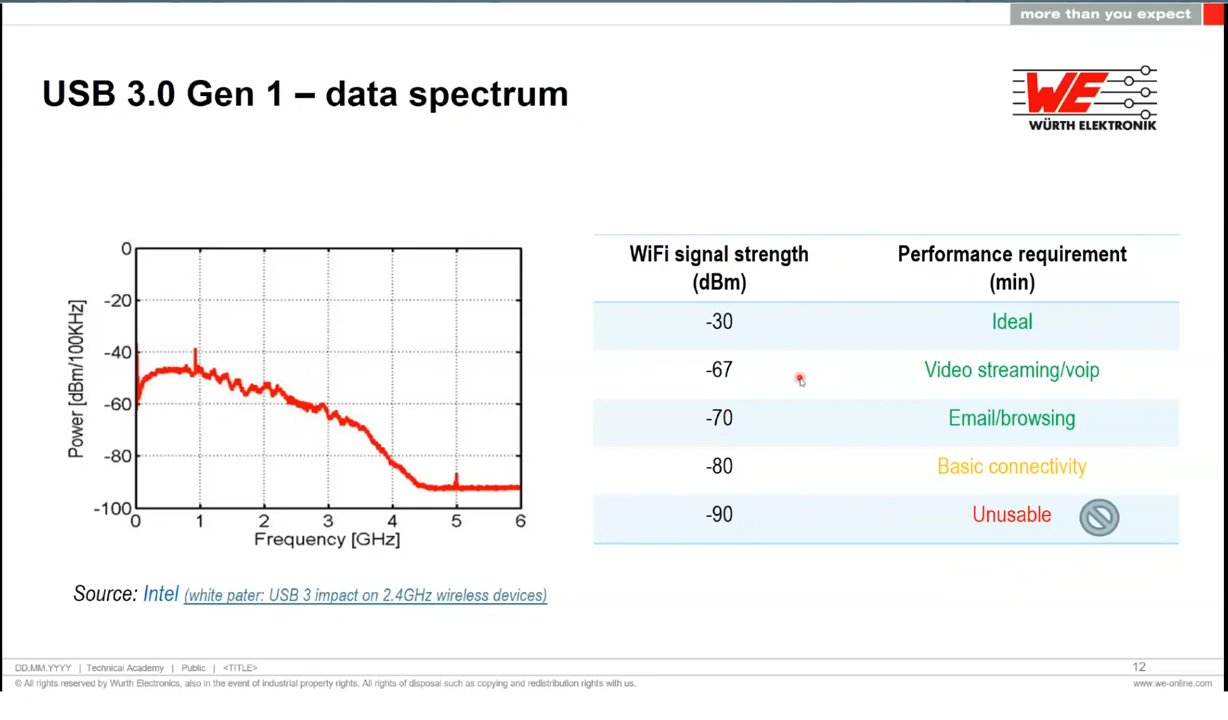 more than you expect
USB 3.0 Gen 1 – data spectrum
WE
WÜRTH ELEKTRONIK
Power [dBm/100KHz]
0
-20
-40
-60
-80
-100
0 1 2 3 4 5 6
Frequency [GHz]
WiFi signal strength (dBm) Performance requirement (min)
-30 Ideal
-67 Video streaming/voip
-70 Email/browsing
-80 Basic connectivity
-90 Unusable
Source: Intel (white pater: USB 3 impact on 2.4GHz wireless devices)
DD.MM.YYYY | Technical Academy | Public | <TITLE> 12
© All rights reserved by Wurth Electronics, also in the event of industrial property rights. All rights of disposal such as copying and redistribution rights with us. www.we-online.com